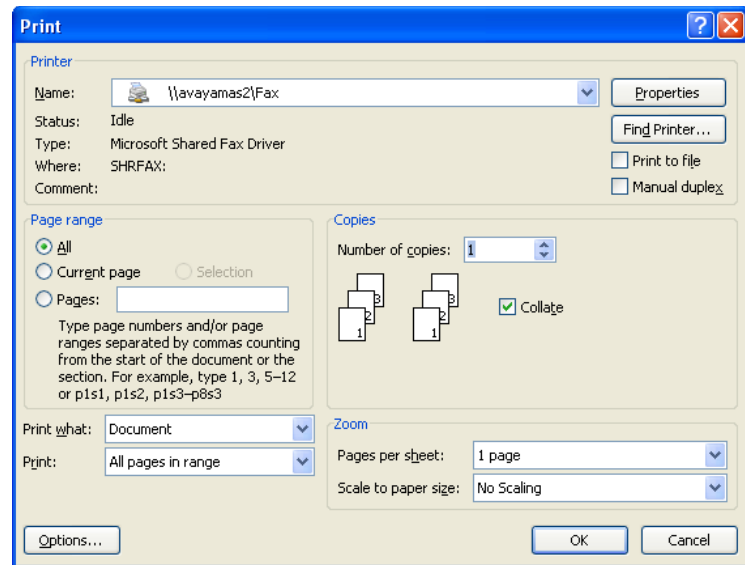 Print
Printer
Name: \\avayamas2\Fax
Properties
Status: Idle
Find Printer...
Type: Microsoft Shared Fax Driver
Where: SHRFAX:
Print to file
Comment:
Manual duplex
Page range
All
Current page Selection
Pages:
Type page numbers and/or page
ranges separated by commas counting
from the start of the document or the
section. For example, type 1, 3, 5–12
or p1s1, p1s2, p1s3–p8s3
Copies
Number of copies: 1
3 3
2 2
1 1
Collate
Print what: Document
Print: All pages in range
Zoom
Pages per sheet: 1 page
Scale to paper size: No Scaling
Options...
OK
Cancel